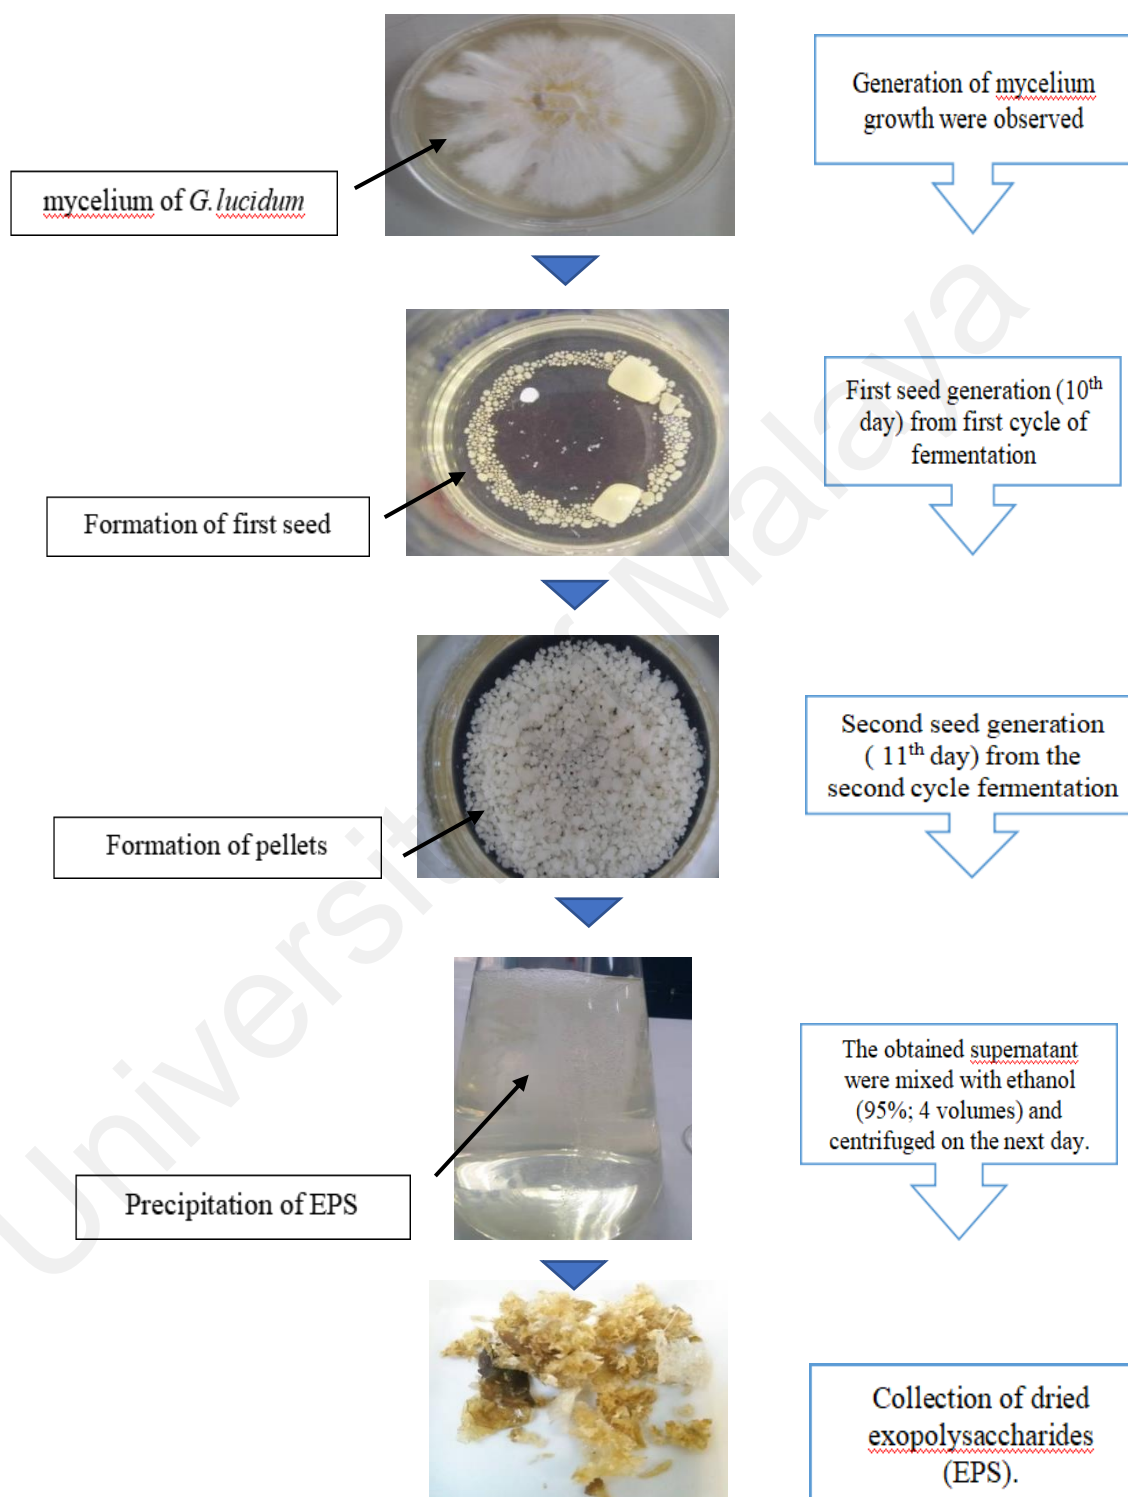 Generation of mycelium
growth were observed
mycelium of G.lucidum
First seed generation (10th
day) from first cycle of
fermentation
Formation of first seed
Second seed generation
( 11th day) from the
second cycle fermentation
Formation of pellets
The obtained supernatant
were mixed with ethanol
(95%; 4 volumes) and
centrifuged on the next day.
Precipitation of EPS
Collection of dried
exopolysaccharides
(EPS).
University of Malaya